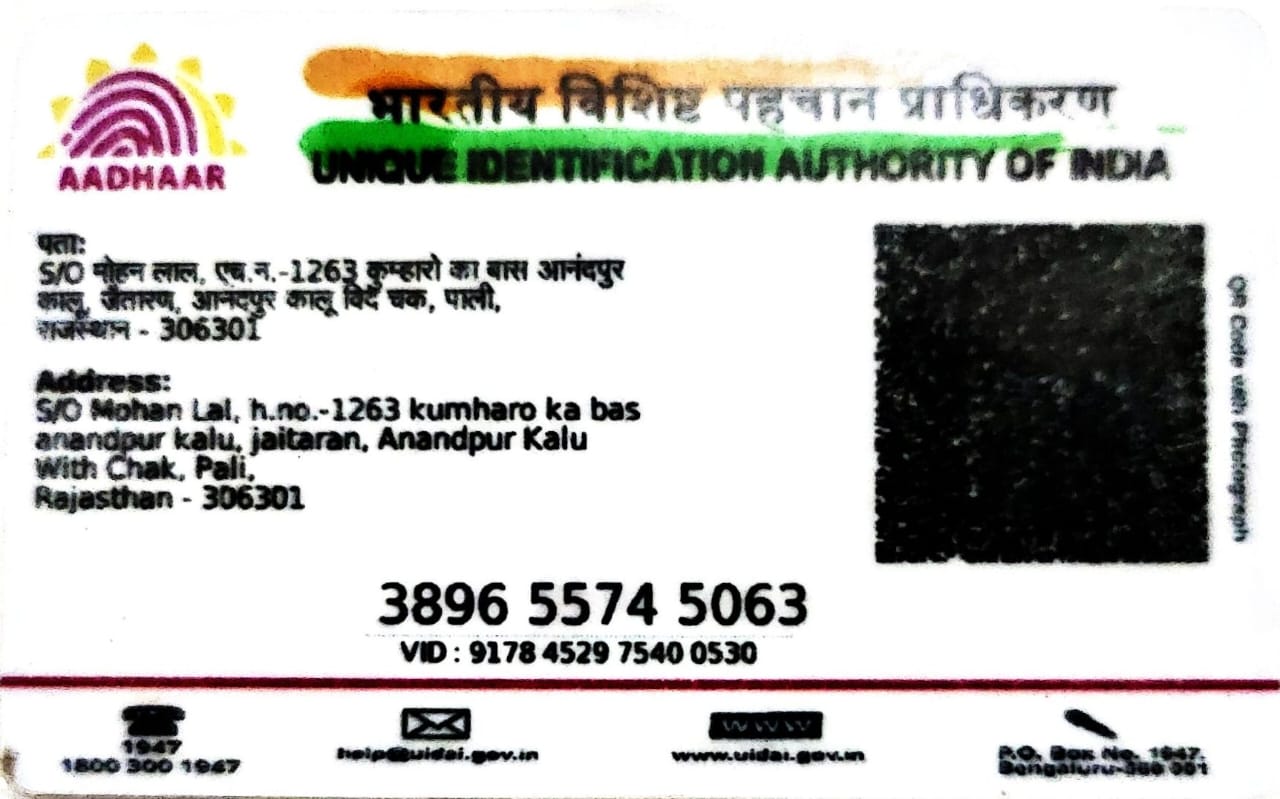 भारतीय विशिष्ट पहचान प्राधिकरण
UNIQUE IDENTIFICATION AUTHORITY OF INDIA
AADHAAR
पता:
S/O मोहन लाल, एच.न.-1263 कुम्हारो का बास आनंदपुर
कालू, जैतारण, आनंदपुर कालू विद चक, पाली,
राजस्थान - 306301
Address:
S/O Mohan Lal, h.no.-1263 kumharo ka bas
anandpur kalu, jaitaran, Anandpur Kalu
With Chak, Pali,
Rajasthan - 306301
QR Code with Photograph
3896 5574 5063
VID : 9178 4529 7540 0530
1947
1800 300 1947
help@uidai.gov.in
www
www.uidai.gov.in
P.O. Box No. 1947,
Bengaluru-560 001